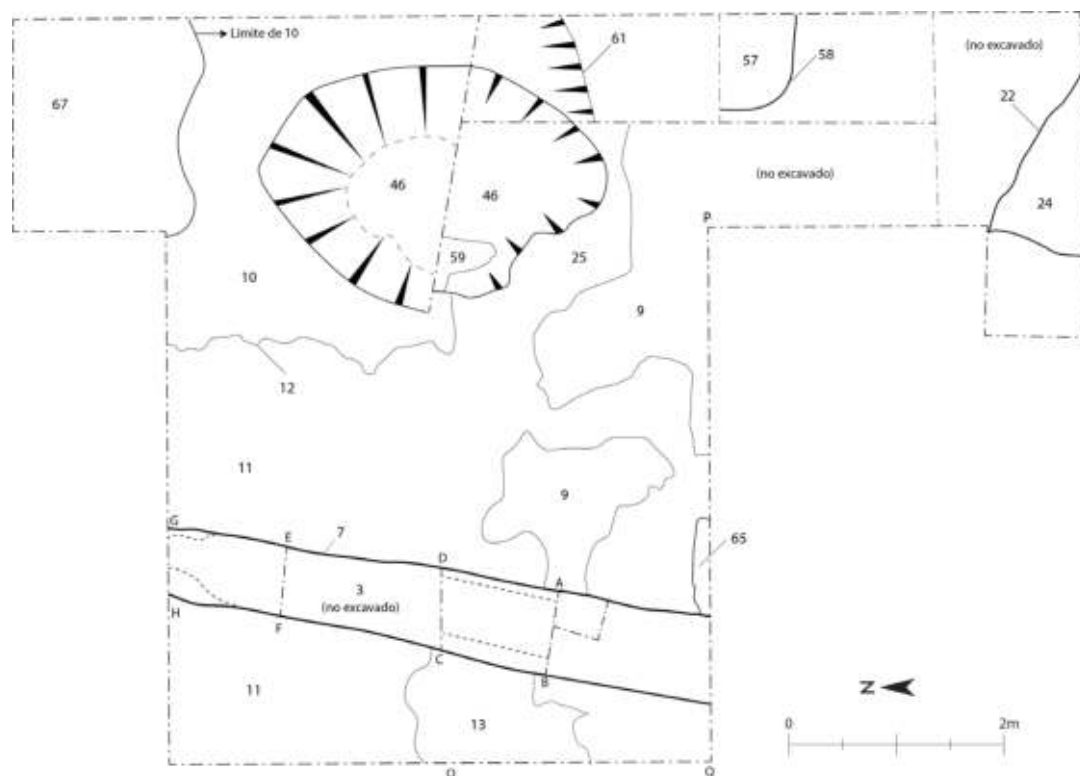 Limite de 10
61
57
58
(no excavado)
67
22
46
46
(no excavado)
24
P
59
25
10
9
12
11
9
G
E
7
D
65
A
3
(no excavado)
H
F
C
B
11
13
N
0
2m
Q
Q